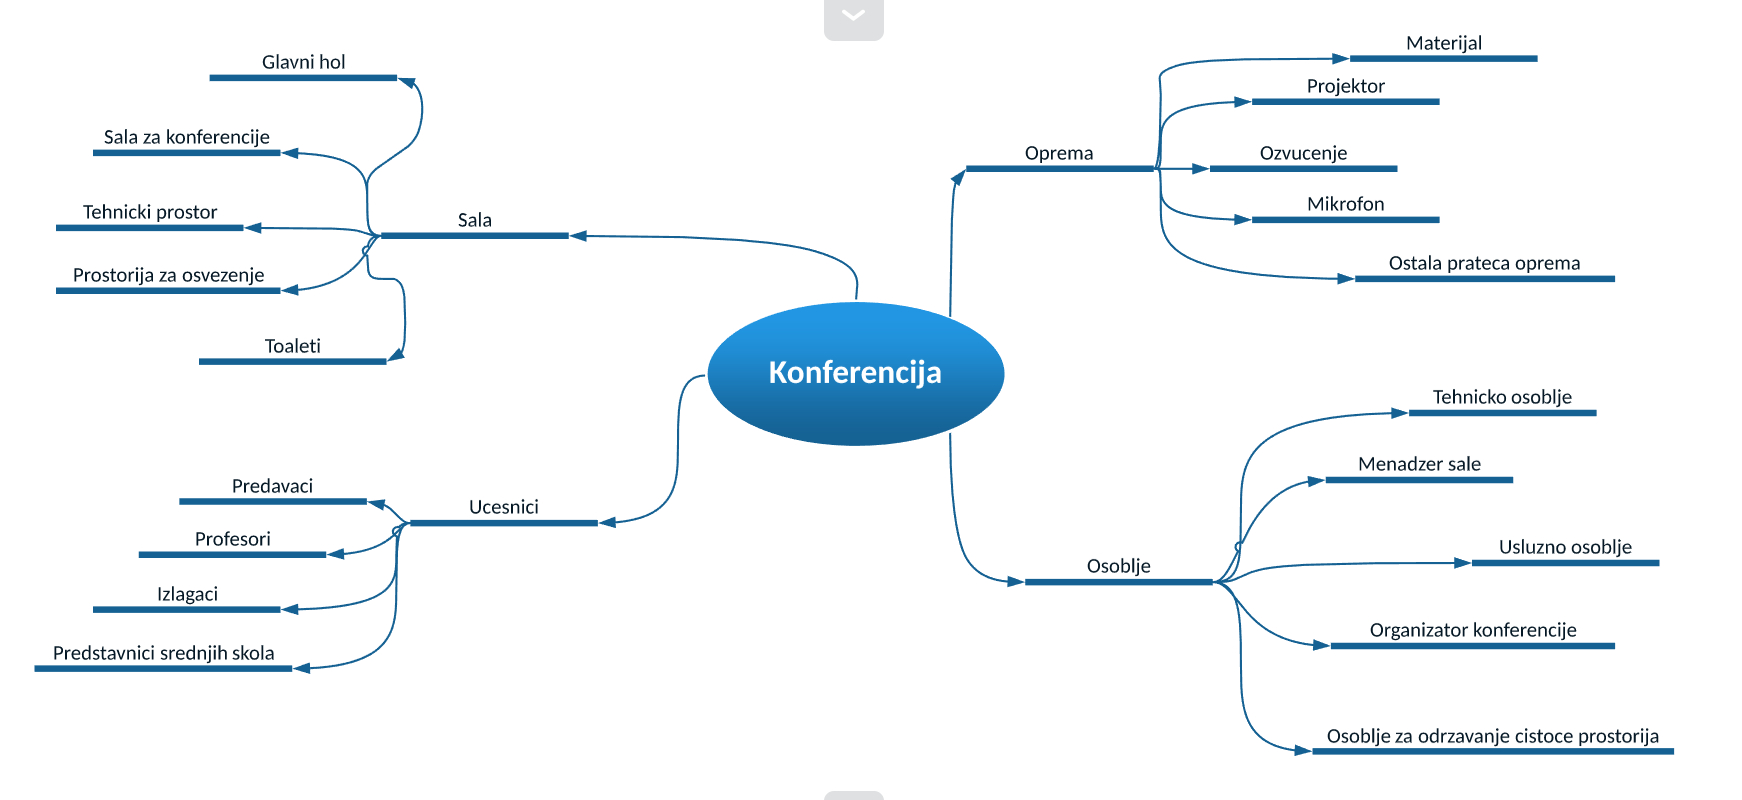 Konferencija
Sala
Glavni hol
Sala za konferencije
Tehnicki prostor
Prostorija za osvezenje
Toaleti
Ucesnici
Predavaci
Profesori
Izlagaci
Predstavnici srednjih skola
Oprema
Materijal
Projektor
Ozvucenje
Mikrofon
Ostala prateca oprema
Osoblje
Tehnicko osoblje
Menadzer sale
Usluzno osoblje
Organizator konferencije
Osoblje za odrzavanje cistoce prostorija